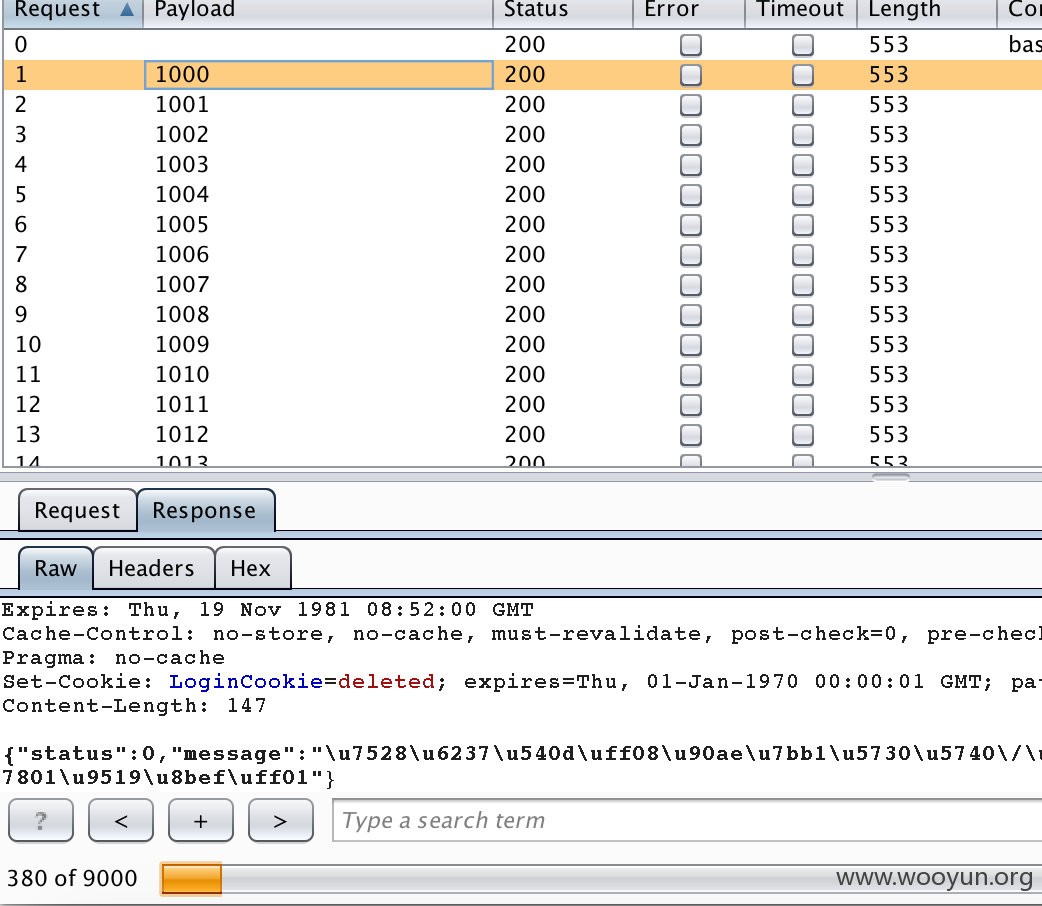 Request Payload Status Error Timeout Length
0 200 553 bas
1 1000 200 553
2 1001 200 553
3 1002 200 553
4 1003 200 553
5 1004 200 553
6 1005 200 553
7 1006 200 553
8 1007 200 553
9 1008 200 553
10 1009 200 553
11 1010 200 553
12 1011 200 553
13 1012 200 553
14 1013 200 553
Request Response
Raw Headers Hex
Expires: Thu, 19 Nov 1981 08:52:00 GMT
Cache-Control: no-store, no-cache, must-revalidate, post-check=0, pre-check
Pragma: no-cache
Set-Cookie: LoginCookie=deleted; expires=Thu, 01-Jan-1970 00:00:01 GMT; pa
Content-Length: 147
{"status":0,"message":"\u7528\u6237\u540d\uff08\u90ae\u7bb1\u5730\u5740\/\u
7801\u9519\u8bef\uff01"}
? < + > Type a search term
380 of 9000 www.wooyun.org